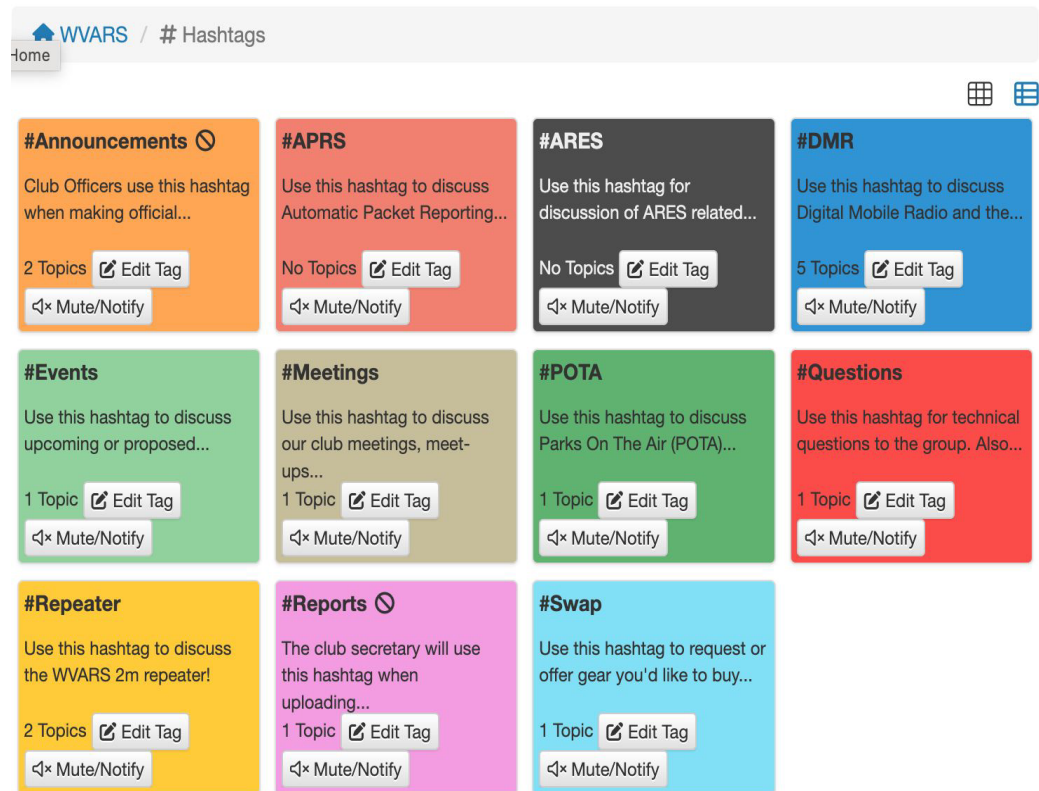 WVARS / # Hashtags
Home
#Announcements
Club Officers use this hashtag
when making official...
2 Topics Edit Tag
Mute/Notify
#APRS
Use this hashtag to discuss
Automatic Packet Reporting...
No Topics Edit Tag
Mute/Notify
#ARES
Use this hashtag for
discussion of ARES related...
No Topics Edit Tag
Mute/Notify
#DMR
Use this hashtag to discuss
Digital Mobile Radio and the...
5 Topics Edit Tag
Mute/Notify
#Events
Use this hashtag to discuss
upcoming or proposed...
1 Topic Edit Tag
Mute/Notify
#Meetings
Use this hashtag to discuss
our club meetings, meet-
ups...
1 Topic Edit Tag
Mute/Notify
#POTA
Use this hashtag to discuss
Parks On The Air (POTA)...
1 Topic Edit Tag
Mute/Notify
#Questions
Use this hashtag for technical
questions to the group. Also...
1 Topic Edit Tag
Mute/Notify
#Repeater
Use this hashtag to discuss
the WVARS 2m repeater!
2 Topics Edit Tag
Mute/Notify
#Reports
The club secretary will use
this hashtag when
uploading...
1 Topic Edit Tag
Mute/Notify
#Swap
Use this hashtag to request or
offer gear you'd like to buy...
1 Topic Edit Tag
Mute/Notify